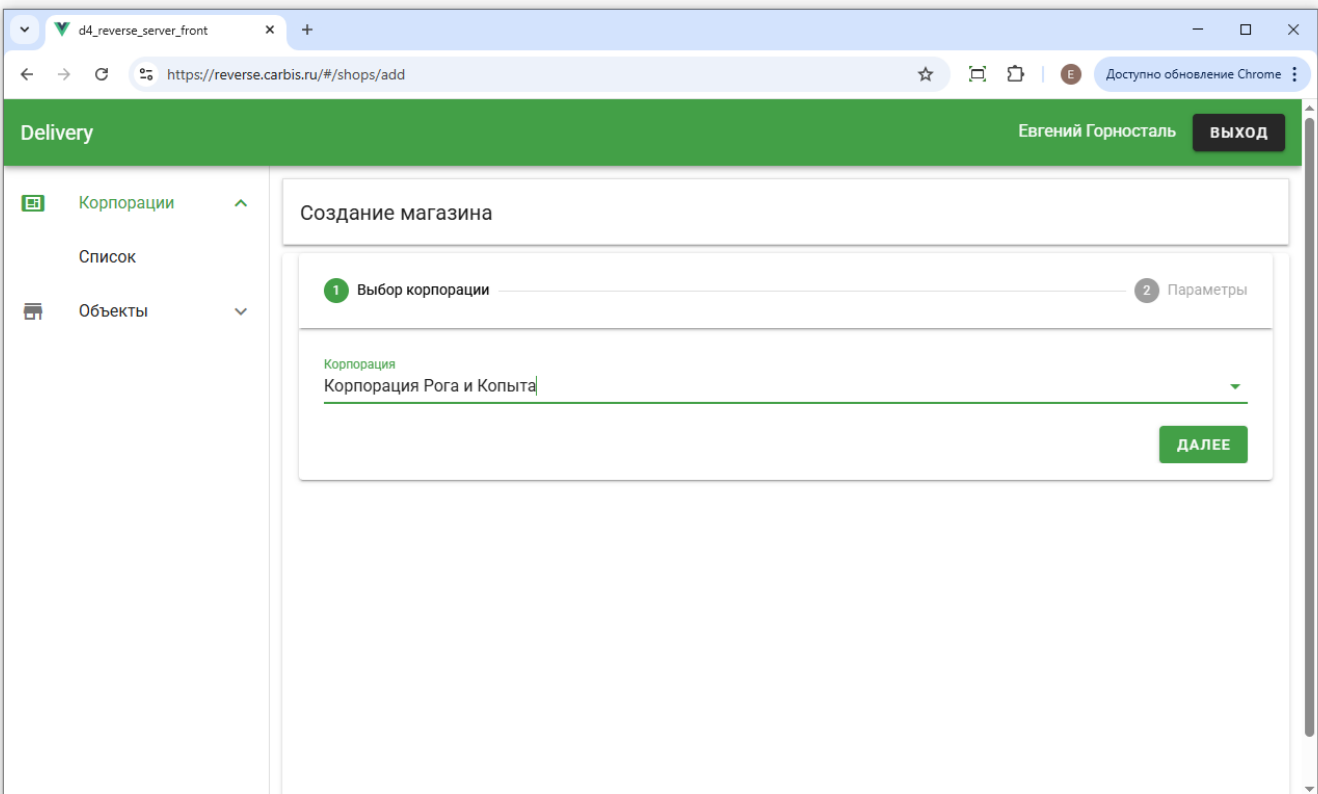 d4_reverse_server_front
https://reverse.carbis.ru/#/shops/add
E
Доступно обновление Chrome
Delivery
Евгений Горносталь
ВЫХОД
Корпорации
Список
Объекты
Создание магазина
1 Выбор корпорации
2 Параметры
Корпорация
Корпорация Рога и Копыта
ДАЛЕЕ